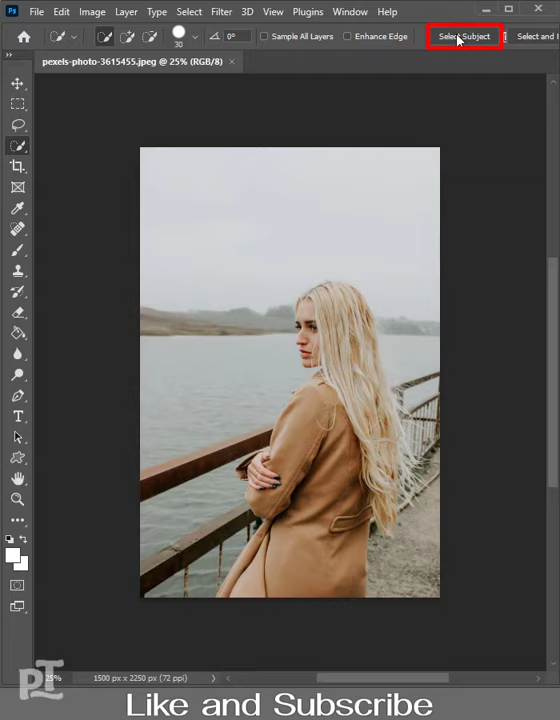 Ps File Edit Image Layer Type Select Filter 3D View Plugins Window Help
30 0° Sample All Layers Enhance Edge Select Subject Select and
pexels-photo-3615455.jpeg @ 25% (RGB/8) ×
T
25% 1500 px x 2250 px (72 ppi)
PT
Like and Subscribe